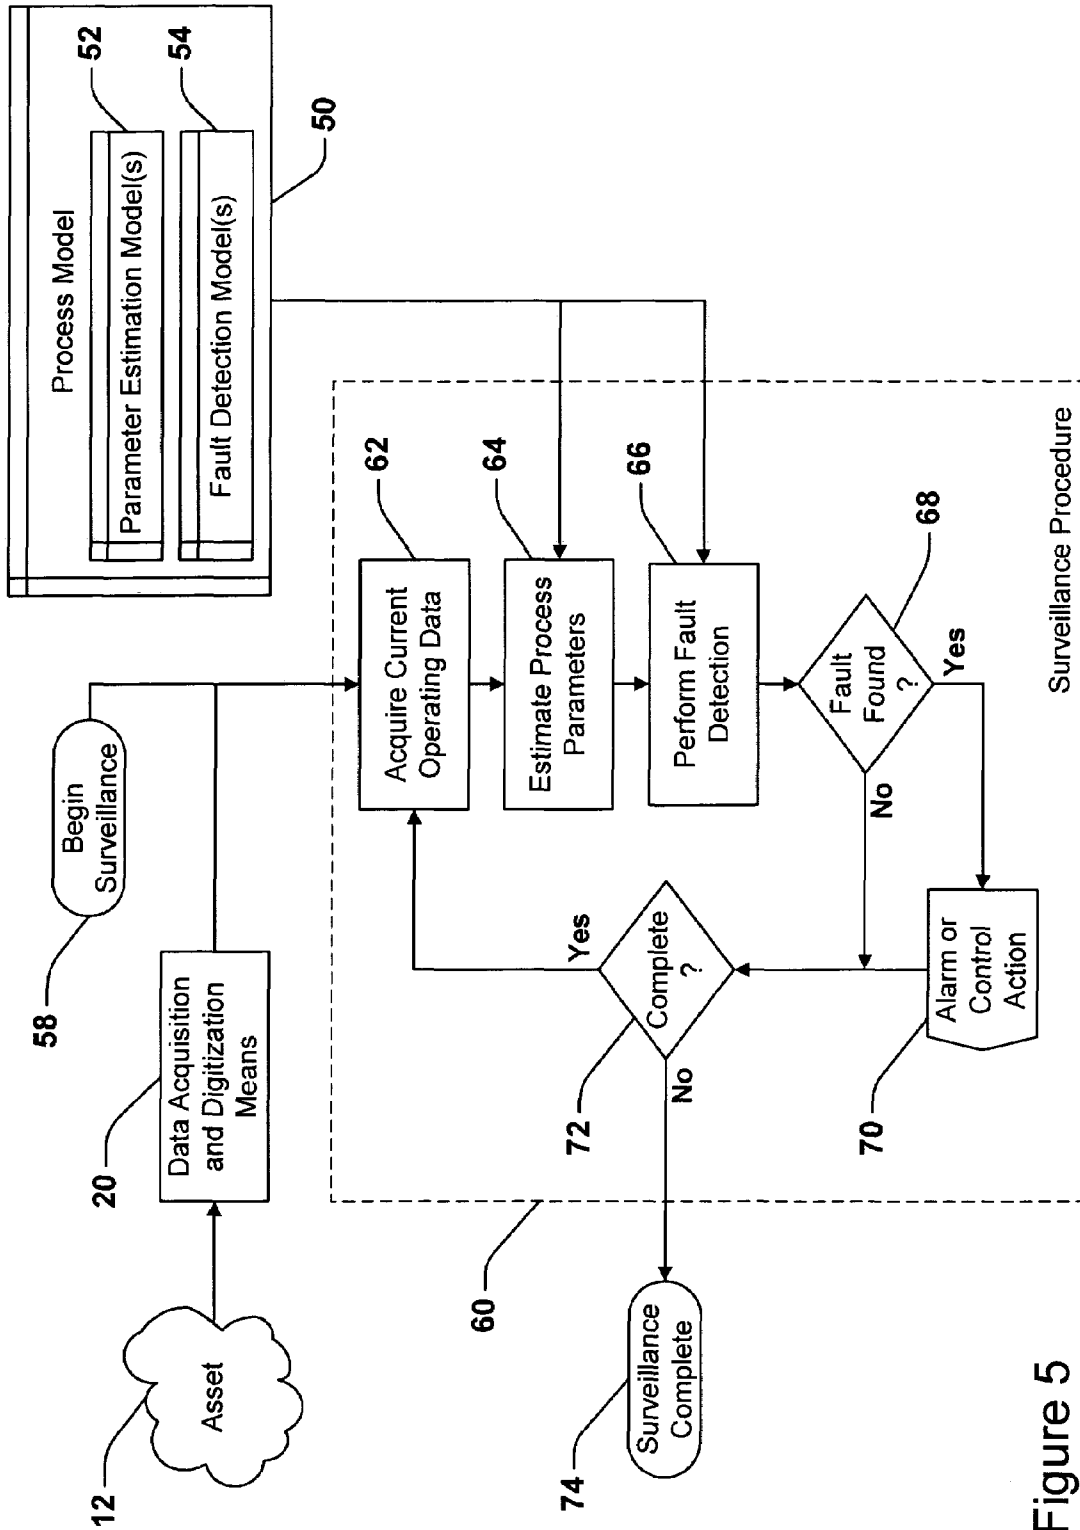 12
Asset
20
Data Acquisition
and Digitization
Means
58
Begin
Surveillance
Process Model
Parameter Estimation Model(s)
52
Fault Detection Model(s)
54
50
60
Acquire Current
Operating Data
62
Estimate Process
Parameters
64
Perform Fault
Detection
66
Fault
Found
?
68
Yes
No
Alarm or
Control
Action
70
Complete
?
72
Yes
No
Surveillance
Complete
74
Surveillance Procedure
Figure 5